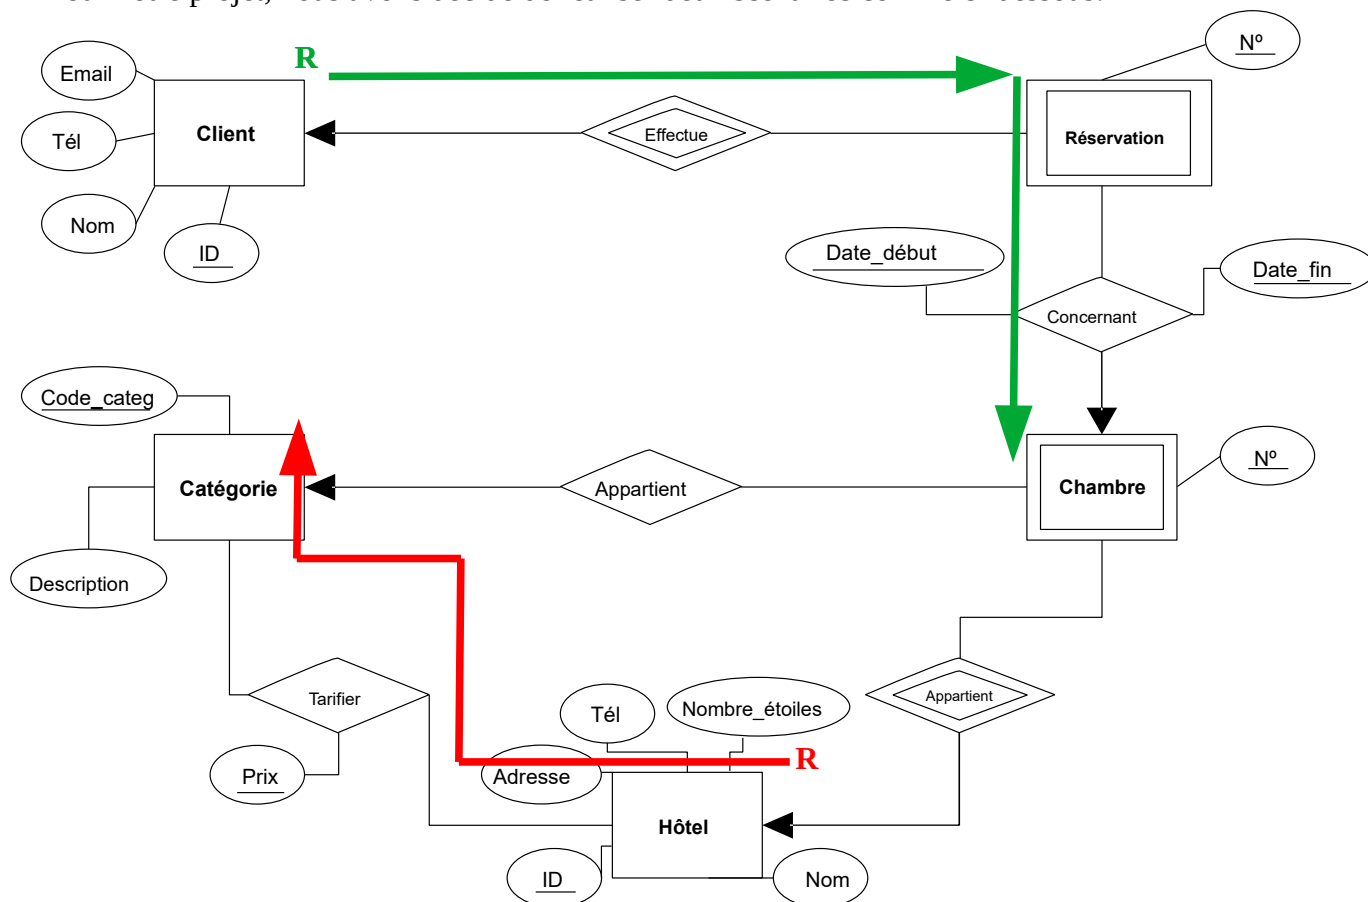 R
Nº
Email
Client
Effectue
Réservation
Tél
Nom
ID
Date_début
Date_fin
Concernant
Code_categ
Catégorie
Appartient
Chambre
Nº
Description
Tarifier
Appartient
Tél
Nombre_étoiles
Prix
Adresse
R
Hôtel
ID
Nom